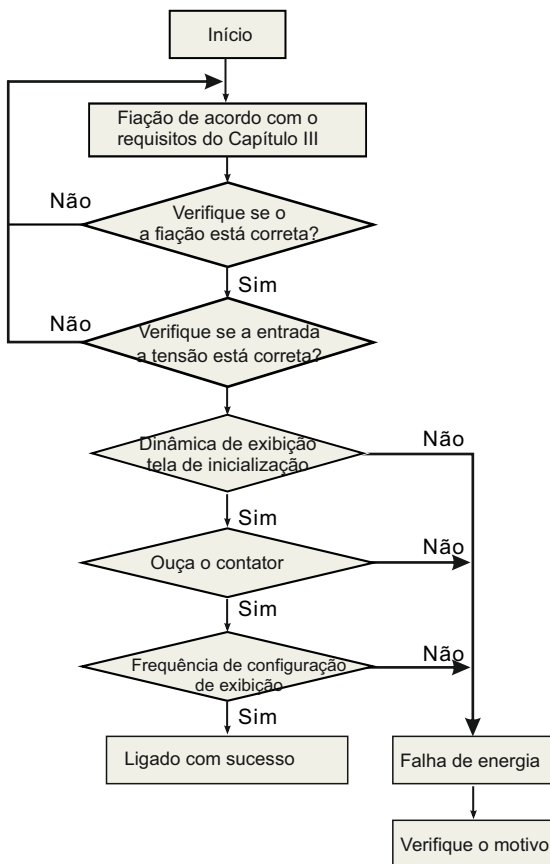 Início
Fiação de acordo com o
requisitos do Capítulo III
Não
Verifique se o
a fiação está correta?
Sim
Não
Verifique se a entrada
a tensão está correta?
Dinâmica de exibição
tela de inicialização
Não
Sim
Ouça o contator
Não
Sim
Frequência de configuração
de exibição
Não
Sim
Ligado com sucesso
Falha de energia
Verifique o motivo